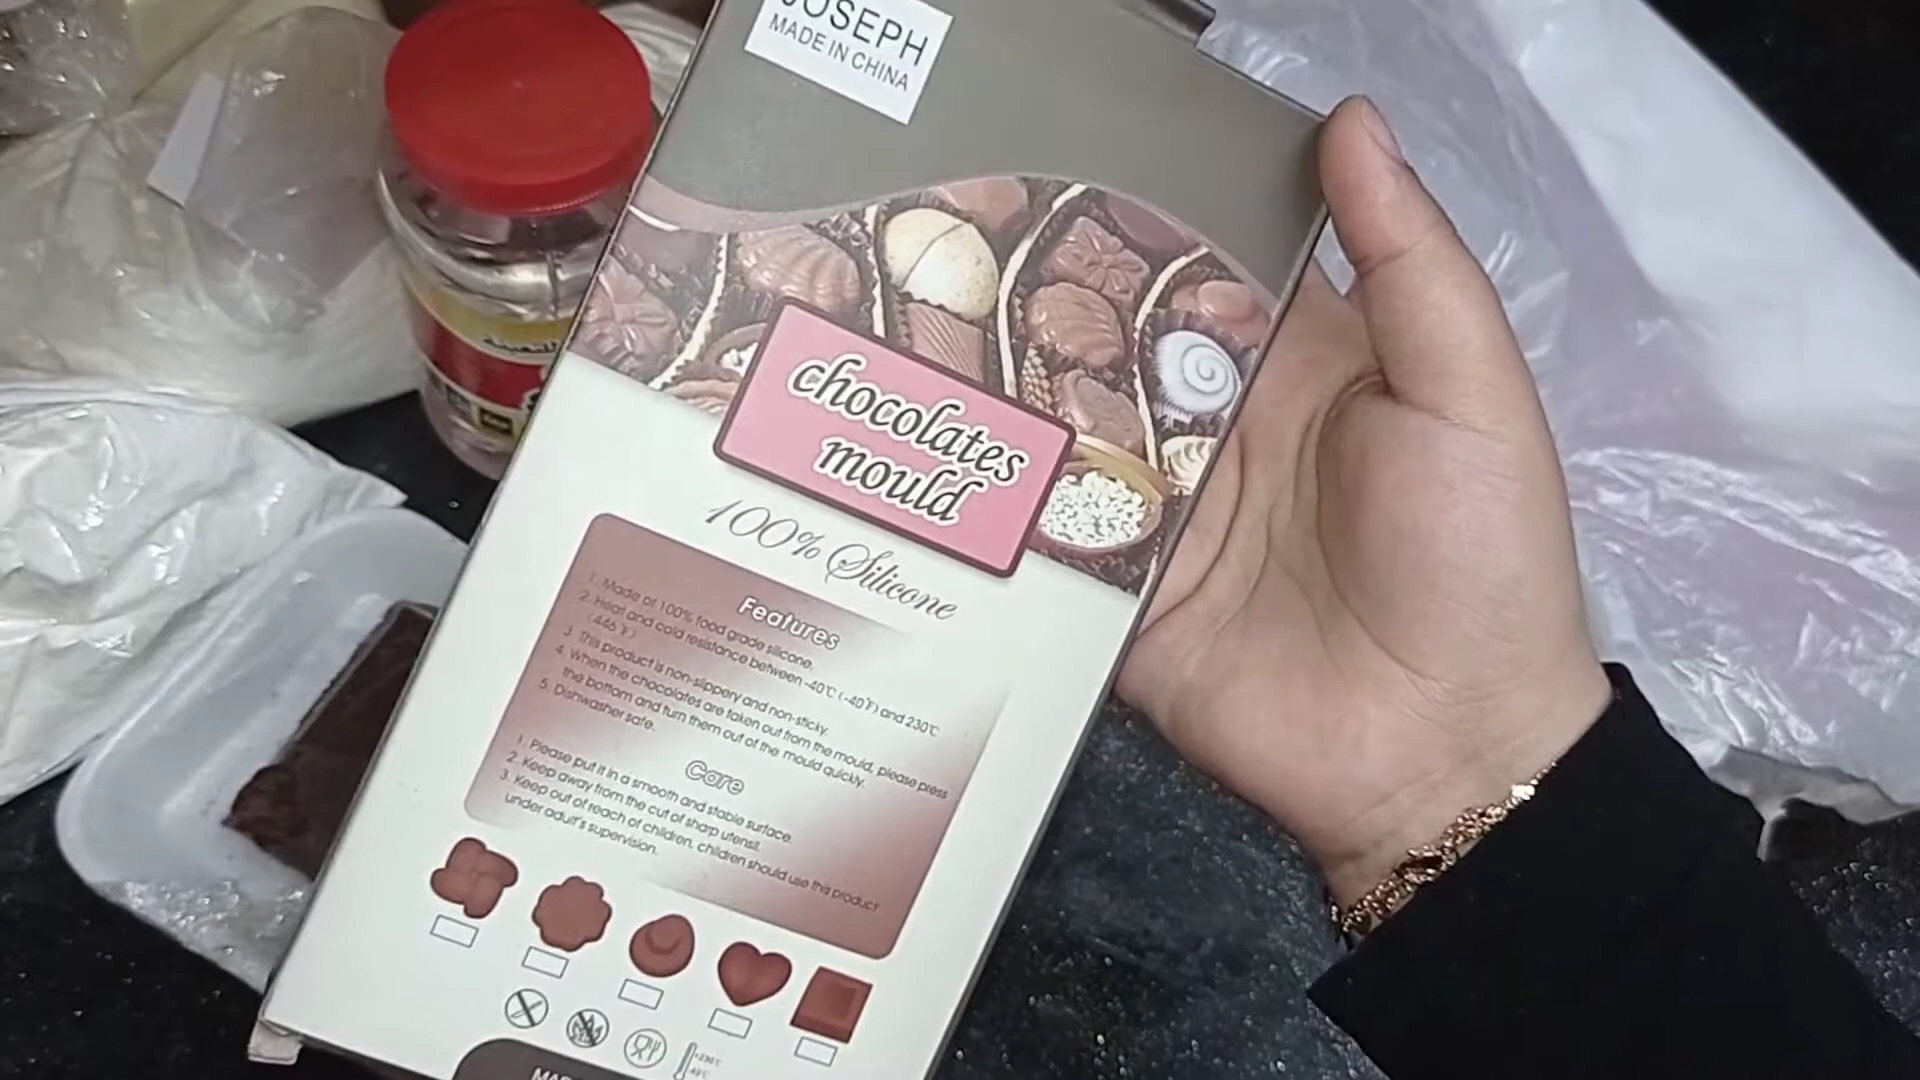 JOSEPH
MADE IN CHINA
للتعبئة
chocolates
mould
100% Silicone
Features
1. Made of 100% food grade silicone.
2. Heat and cold resistance between -40℃ (-40℉) and 230℃
(446℉)
3. This product is non-slippery and non-sticky.
4. When the chocolates are taken out from the mould, please press
the bottom and turn them out of the mould quickly.
5. Dishwasher safe.
Care
1. Please put it in a smooth and stable surface.
2. Keep away from the cut of sharp utensil.
3. Keep out of reach of children, children should use this product
under adult's supervision.
+230℃
-40℃